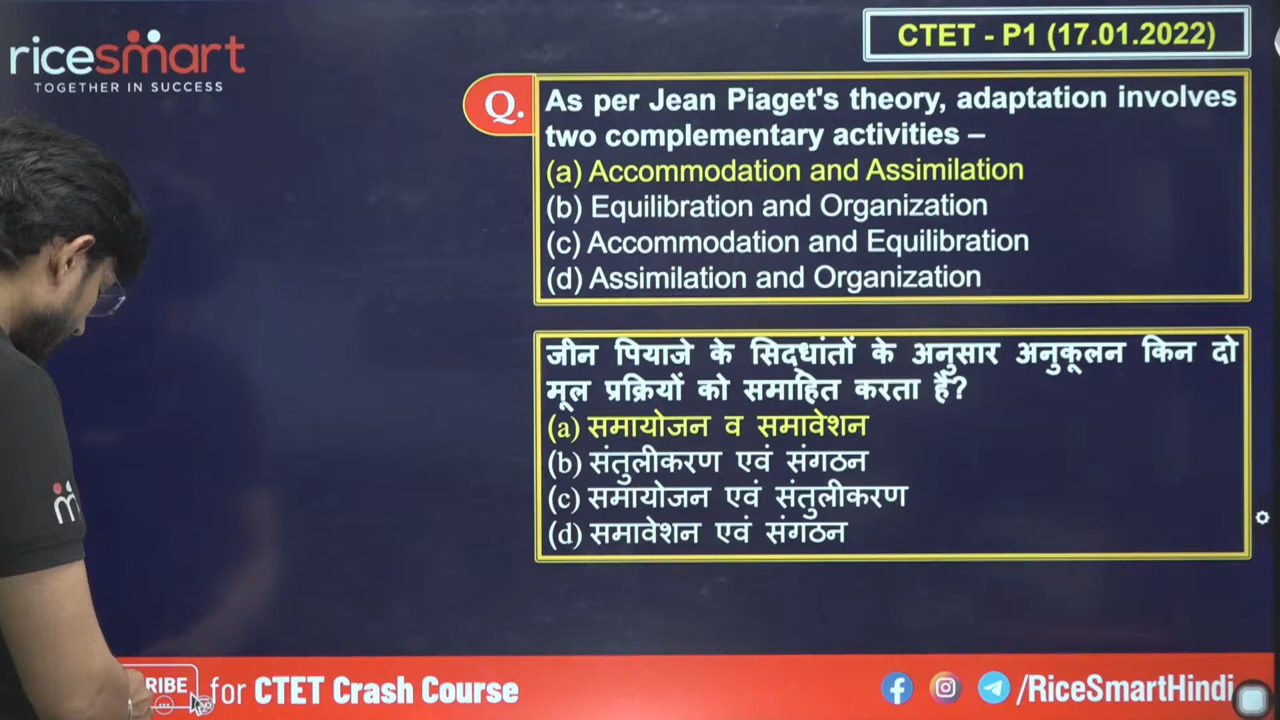 ricesmart
TOGETHER IN SUCCESS
CTET - P1 (17.01.2022)
Q.
As per Jean Piaget's theory, adaptation involves
two complementary activities –
(a) Accommodation and Assimilation
(b) Equilibration and Organization
(c) Accommodation and Equilibration
(d) Assimilation and Organization
जीन पियाजे के सिद्धांतों के अनुसार अनुकूलन किन दो
मूल प्रक्रियों को समाहित करता है?
(a) समायोजन व समावेशन
(b) संतुलीकरण एवं संगठन
(c) समायोजन एवं संतुलीकरण
(d) समावेशन एवं संगठन
RIBE for CTET Crash Course
/RiceSmartHindi